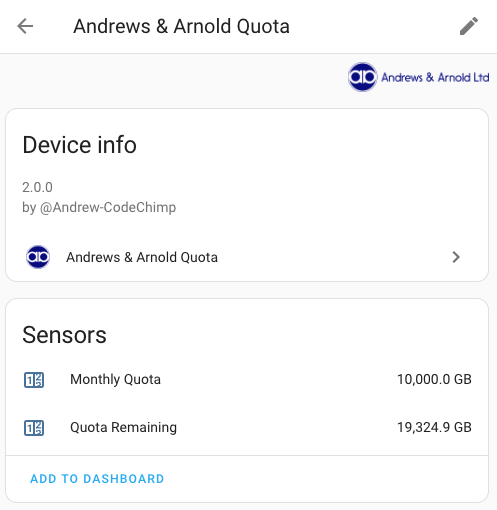 Andrews & Arnold Quota
Andrews & Arnold Ltd
Device info
2.0.0
by @Andrew-CodeChimp
Andrews & Arnold Quota
Sensors
Monthly Quota 10,000.0 GB
Quota Remaining 19,324.9 GB
ADD TO DASHBOARD